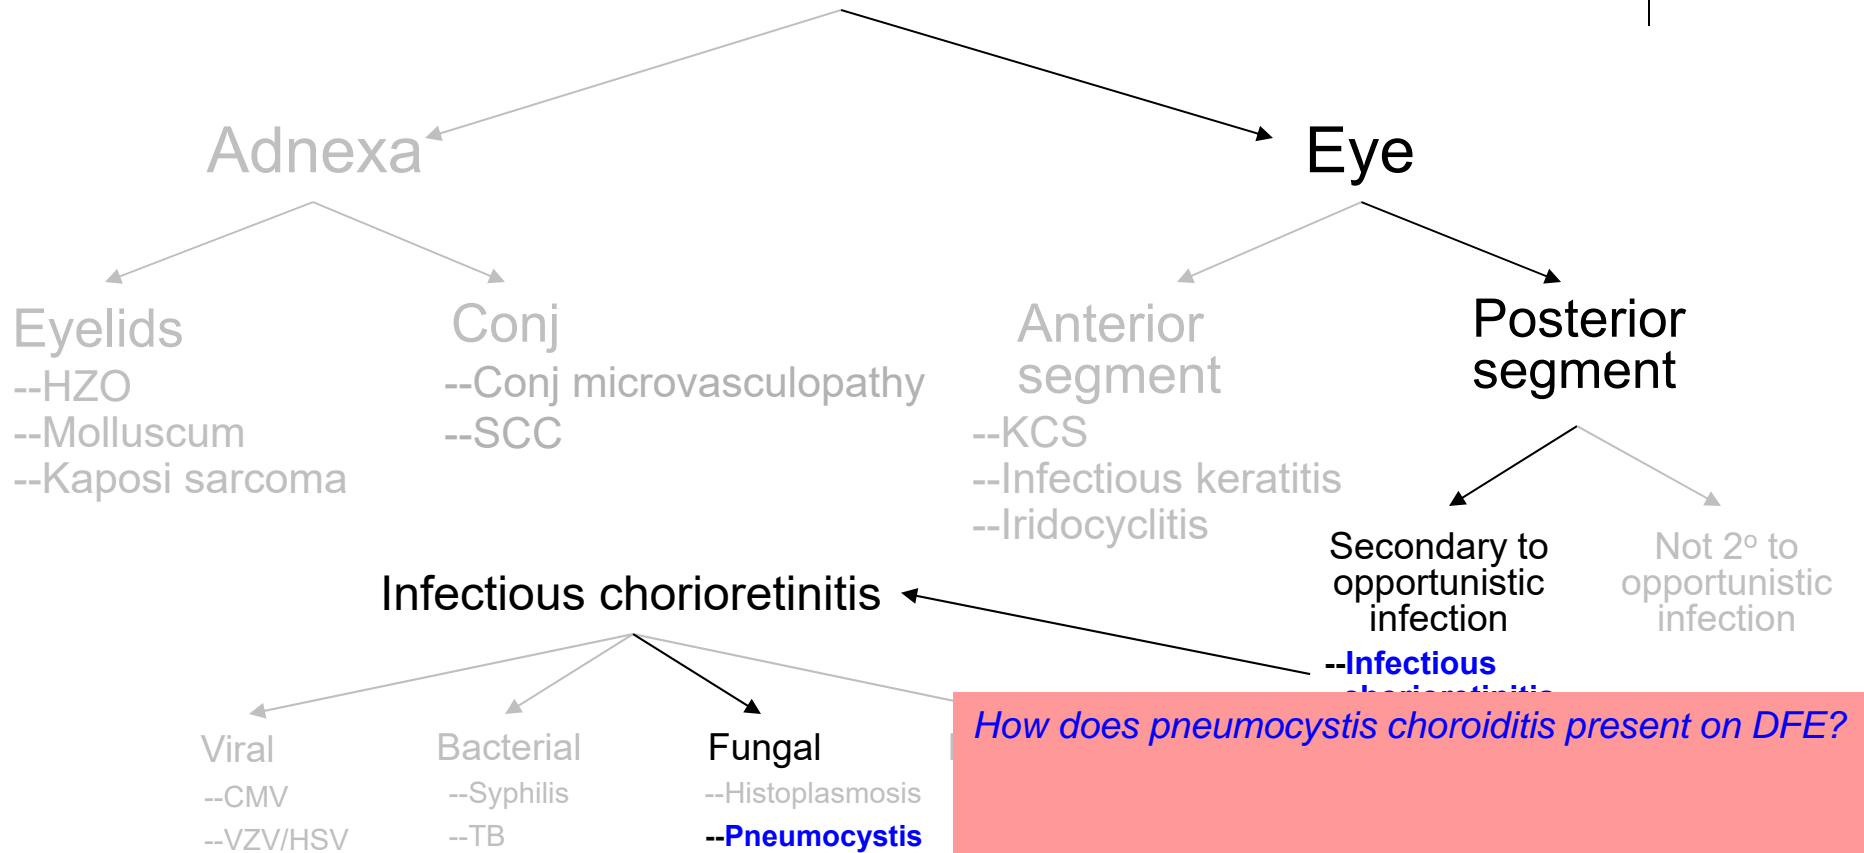 Adnexa
Eye
Eyelids
--HZO
--Molluscum
--Kaposi sarcoma
Conj
--Conj microvasculopathy
--SCC
Anterior
segment
--KCS
--Infectious keratitis
--Iridocyclitis
Posterior
segment
Secondary to
opportunistic
infection
--Infectious
chorioretinitis
Not 2º to
opportunistic
infection
Infectious chorioretinitis
Viral
--CMV
--VZV/HSV
Bacterial
--Syphilis
--TB
Fungal
--Histoplasmosis
--Pneumocystis
How does pneumocystis choroiditis present on DFE?